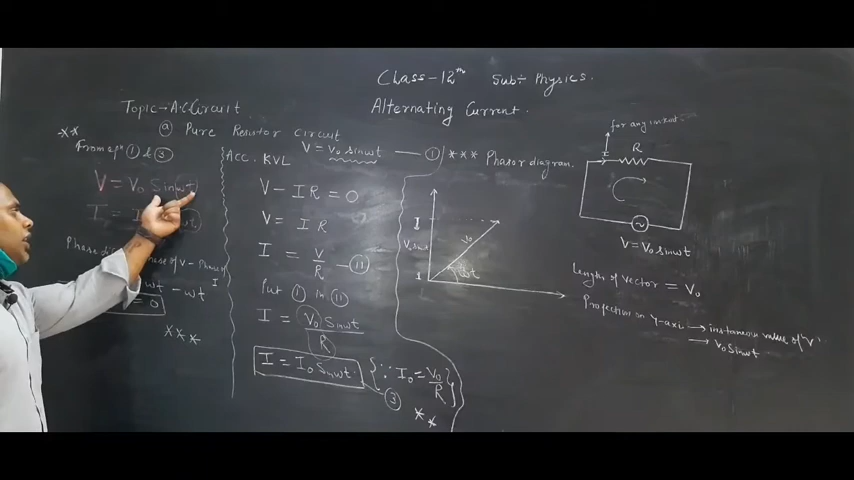 Class-12th Sub:- Physics.
Alternating Current.
Topic→ A.C Circuit
(a) Pure Resistor circuit
**
From eqn (1) & (3)
V = V₀ Sinωt
I =
- ωt
= 0
***
Acc. KVL
V = V₀ sinωt — (1)
V - IR = 0
V = IR
I = V/R — (11)
Put (1) in (11)
I = V₀ Sinωt / R
I = I₀ Sinωt.
(3)
{∵ I₀ = V₀/R}
**
*** Phasor diagram.
V₀
ωt
for any instant.
I
R
V = V₀ sinωt
Length of vector = V₀
Projection on Y-axis → instantaneous value of "V".
→ V₀ Sinωt.